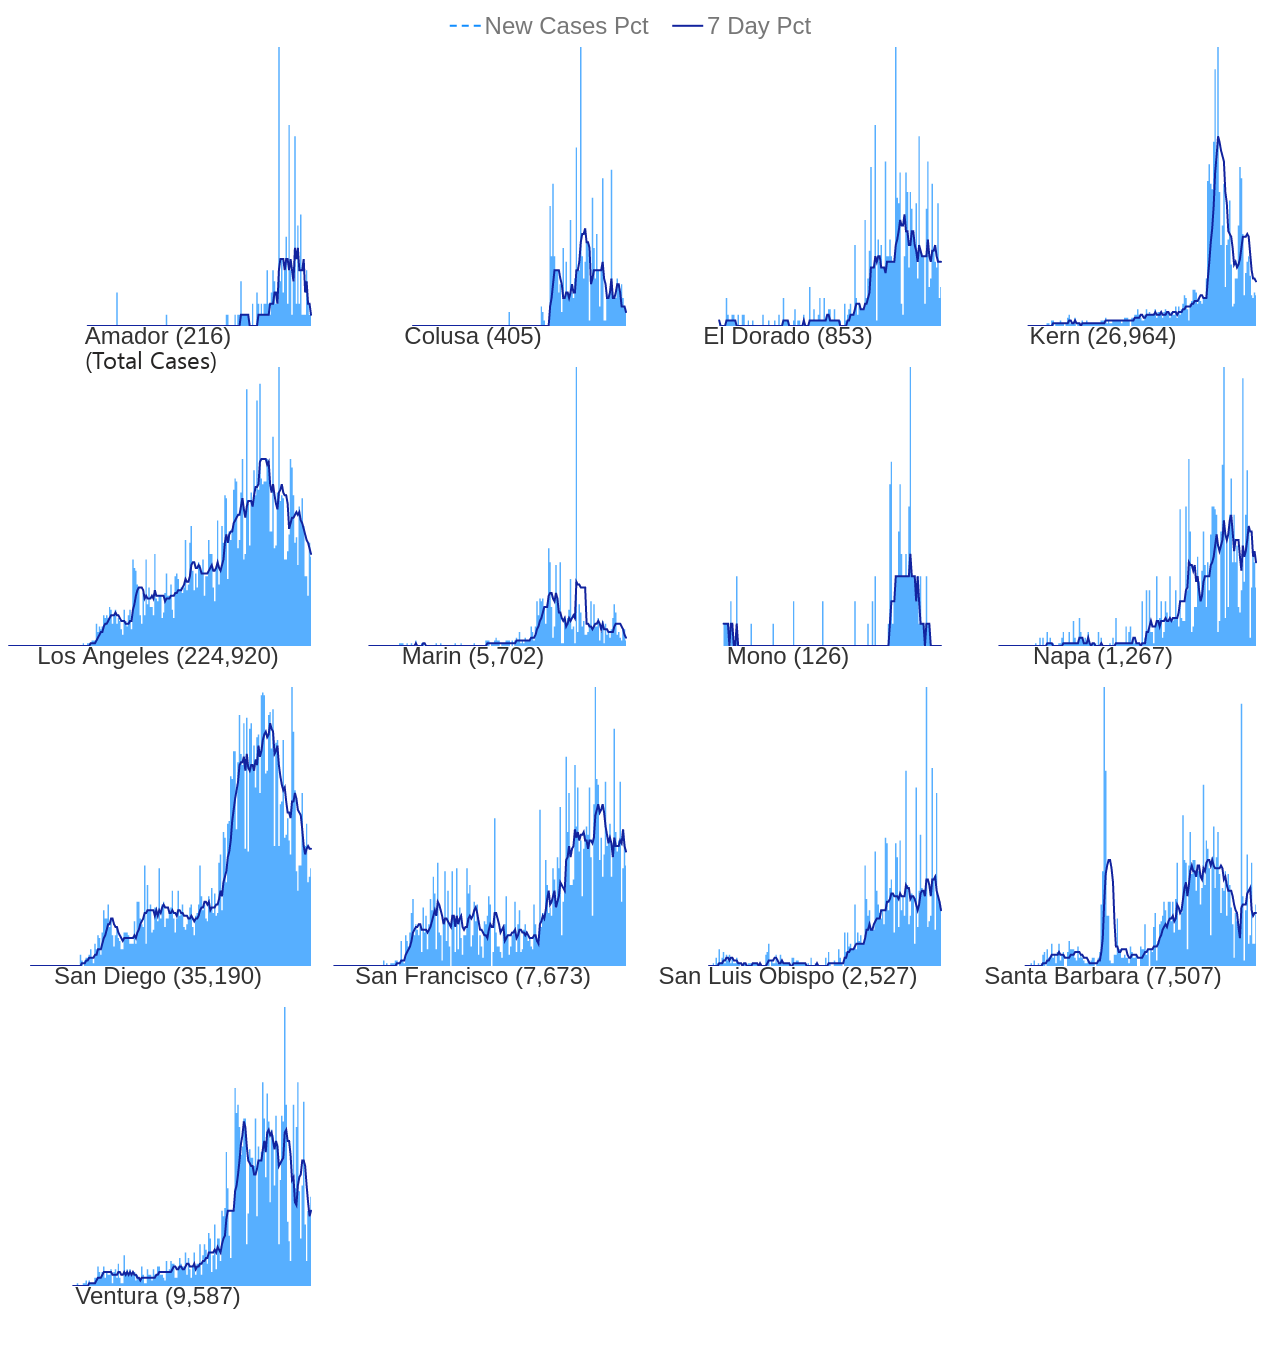 New Cases Pct 7 Day Pct
Amador (216) Colusa (405) El Dorado (853) Kern (26,964)
(Total Cases)
Los Angeles (224,920) Marin (5,702) Mono (126) Napa (1,267)
San Diego (35,190) San Francisco (7,673) San Luis Obispo (2,527) Santa Barbara (7,507)
Ventura (9,587)